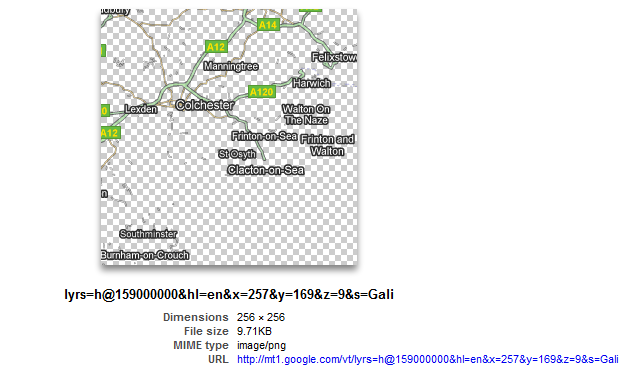 dbury
A14
A12
Felixstow
Manningtree
Harwich
A120
Lexden
Colchester
0
Walton On
The Naze
A12
Frinton-on-Sea
Frinton and
Walton
St Osyth
Clacton-on-Sea
n
Southminster
Burnham-on-Crouch
lyrs=h@159000000&hl=en&x=257&y=169&z=9&s=Gali
Dimensions 256 × 256
File size 9.71KB
MIME type image/png
URL http://mt1.google.com/vt/lyrs=h@159000000&hl=en&x=257&y=169&z=9&s=Gali